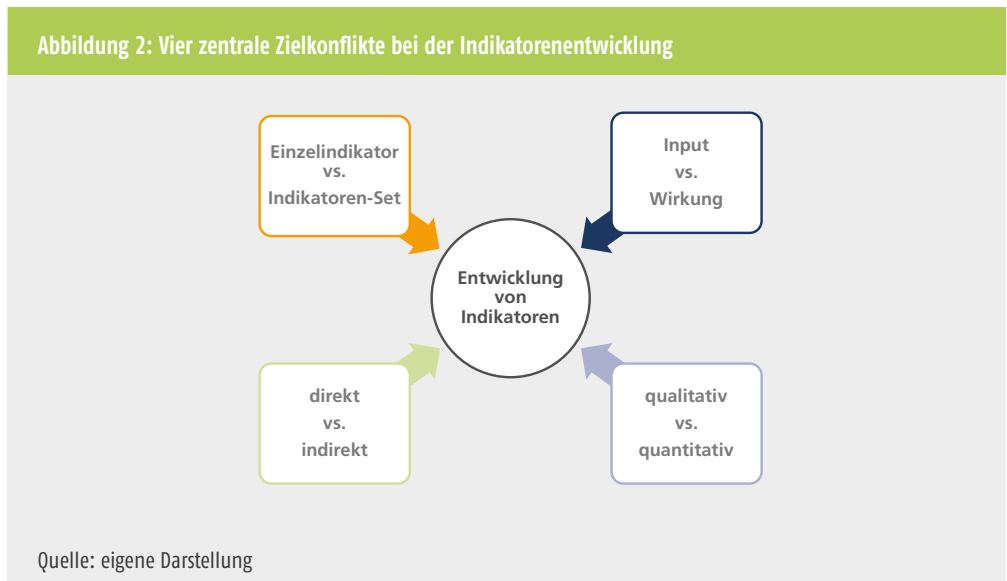 Abbildung 2: Vier zentrale Zielkonflikte bei der Indikatorenentwicklung
Einzelindikator
vs.
Indikatoren-Set
Input
vs.
Wirkung
Entwicklung
von
Indikatoren
direkt
vs.
indirekt
qualitativ
vs.
quantitativ
Quelle: eigene Darstellung